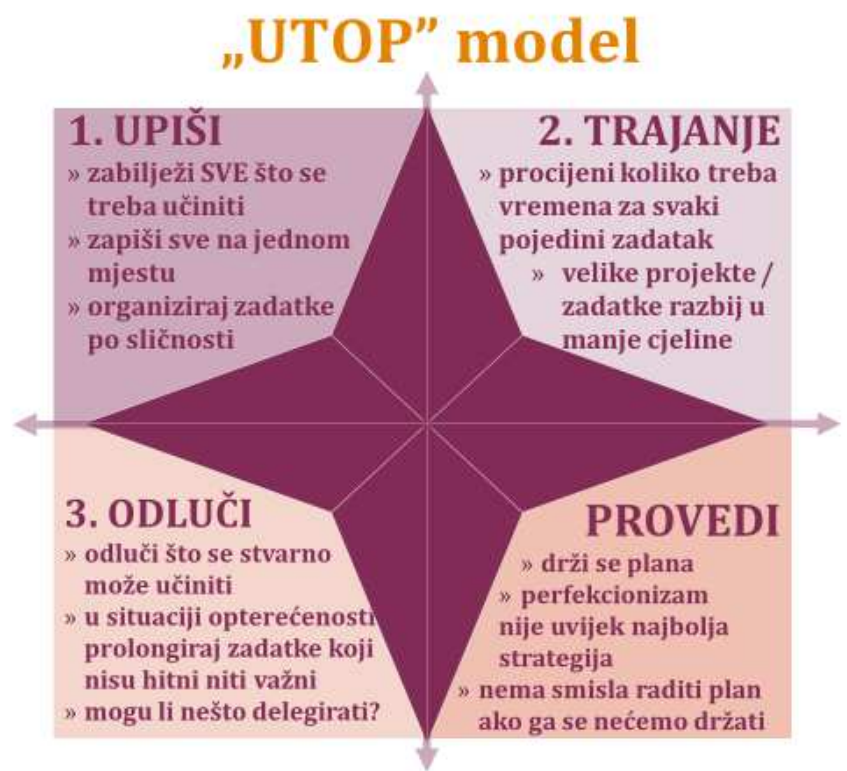 „UTOP” model
1. UPIŠI
» zabilježi SVE što se
treba učiniti
» zapiši sve na jednom
mjestu
» organiziraj zadatke
po sličnosti
2. TRAJANJE
» procijeni koliko treba
vremena za svaki
pojedini zadatak
» velike projekte /
zadatke razbij u
manje cjeline
3. ODLUČI
» odluči što se stvarno
može učiniti
» u situaciji opterećenosti
prolongiraj zadatke koji
nisu hitni niti važni
» mogu li nešto delegirati?
PROVEDI
» drži se plana
» perfekcionizam
nije uvijek najbolja
strategija
» nema smisla raditi plan
ako ga se nećemo držati